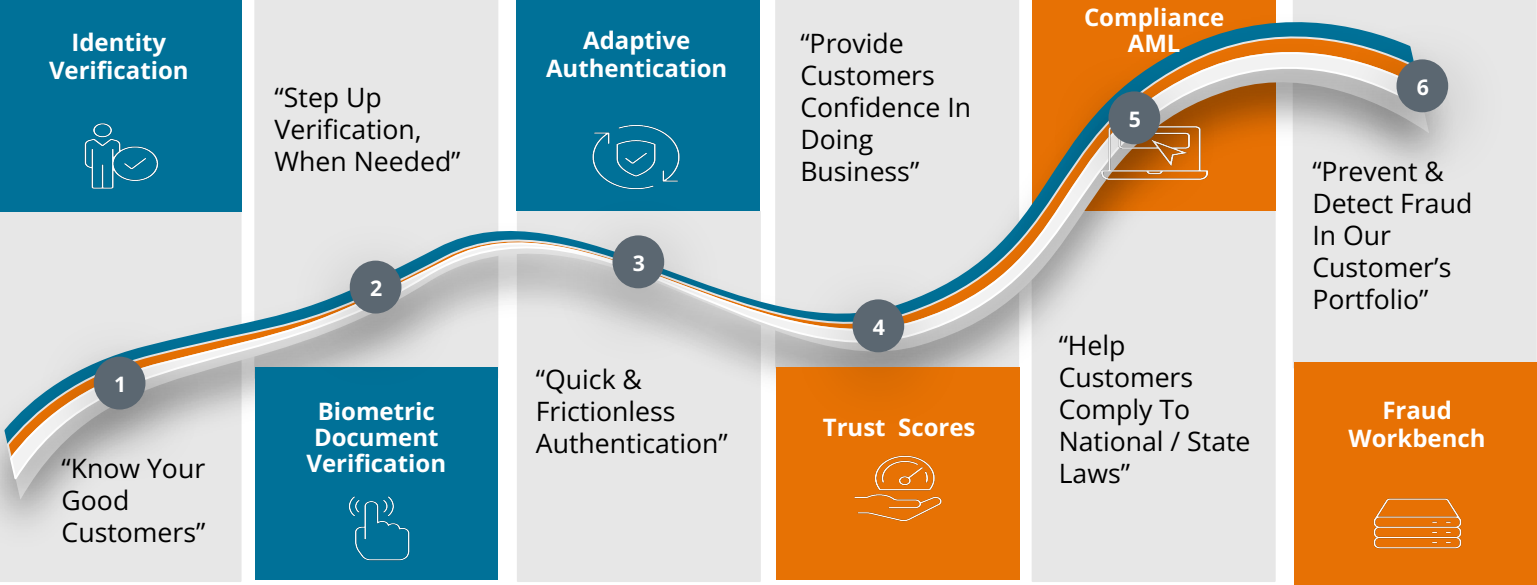 Identity
Verification
1
“Know Your
Good
Customers”
“Step Up
Verification,
When Needed”
2
Biometric
Document
Verification
Adaptive
Authentication
3
“Quick &
Frictionless
Authentication”
“Provide
Customers
Confidence In
Doing
Business”
4
Trust  Scores
Compliance
AML
5
“Help
Customers
Comply To
National / State
Laws”
6
“Prevent &
Detect Fraud
In Our
Customer’s
Portfolio”
Fraud
Workbench